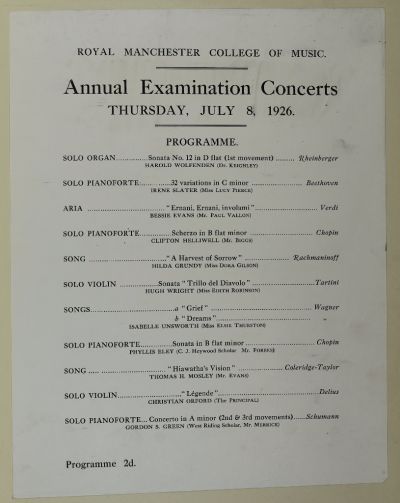 ROYAL MANCHESTER COLLEGE OF MUSIC.
Annual Examination Concerts
THURSDAY, JULY 8, 1926.
PROGRAMME.
SOLO ORGAN.............Sonata No. 12 in D flat (1st movement) ........ Rheinberger
HAROLD WOLFENDEN (Dr. Keighley)
SOLO PIANOFORTE.............32 variations in C minor ............................ Beethoven
IRENE SLATER (Miss Lucy Pierce)
ARIA ............................... "Ernani, Ernani, involami" ......................... Verdi
BESSIE EVANS (Mr. Paul Vallon)
SOLO PIANOFORTE.............Scherzo in B flat minor ............................ Chopin
CLIFTON HELLIWELL (Mr. Biggs)
SONG ..............................."A Harvest of Sorrow" .................... Rachmaninoff
HILDA GRUNDY (Miss Dora Gilson)
SOLO VIOLIN ...............Sonata "Trillo del Diavolo" ......................... Tartini
HUGH WRIGHT (Miss Edith Robinson)
SONGS...............................a "Grief" ....................................... Wagner
b "Dreams"....................................... „
ISABELLE UNSWORTH (Miss Elsie Thurston)
SOLO PIANOFORTE.............Sonata in B flat minor ............................ Chopin
PHYLLIS ELEY (C. J. Heywood Scholar Mr. Forbes)
SONG .... ........................"Hiawatha's Vision" .................... Coleridge-Taylor
THOMAS H. MOSLEY (Mr. Evans)
SOLO VIOLIN........................"Légende"....................................... Delius
CHRISTIAN ORFORD (The Principal)
SOLO PIANOFORTE...Concerto in A minor (2nd & 3rd movements).....Schumann
GORDON S. GREEN (West Riding Scholar, Mr. Merrick)
Programme 2d.